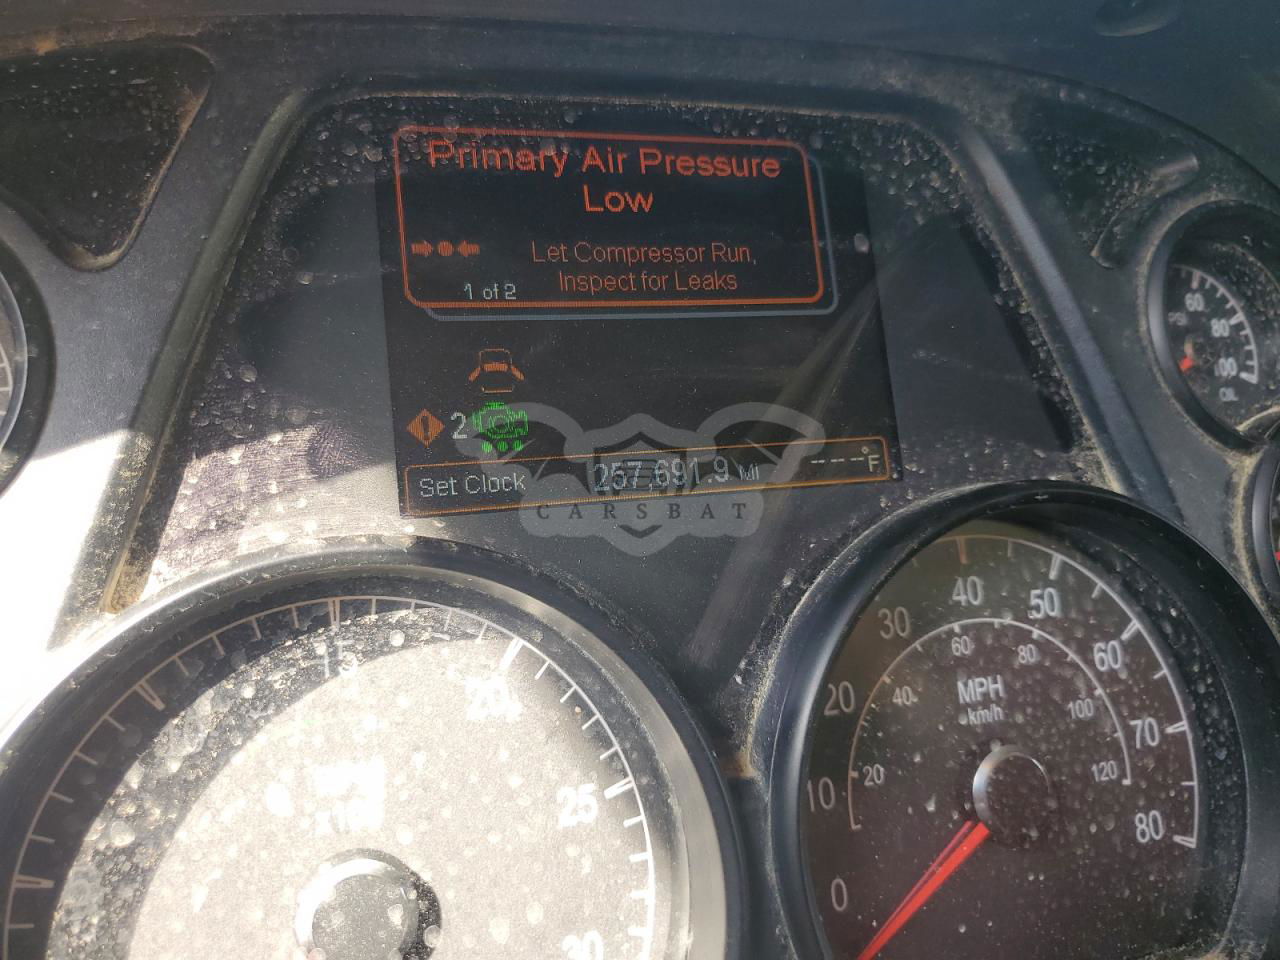 Primary Air Pressure
Low
Let Compressor Run,
Inspect for Leaks
1 of 2
2
Set Clock
257,691.9 MI
---°F
CARSBAT
60
PSI
80
100
OIL
15
20
25
30
0
10
20
30
40
50
60
70
80
MPH
km/h
20
40
60
80
100
120